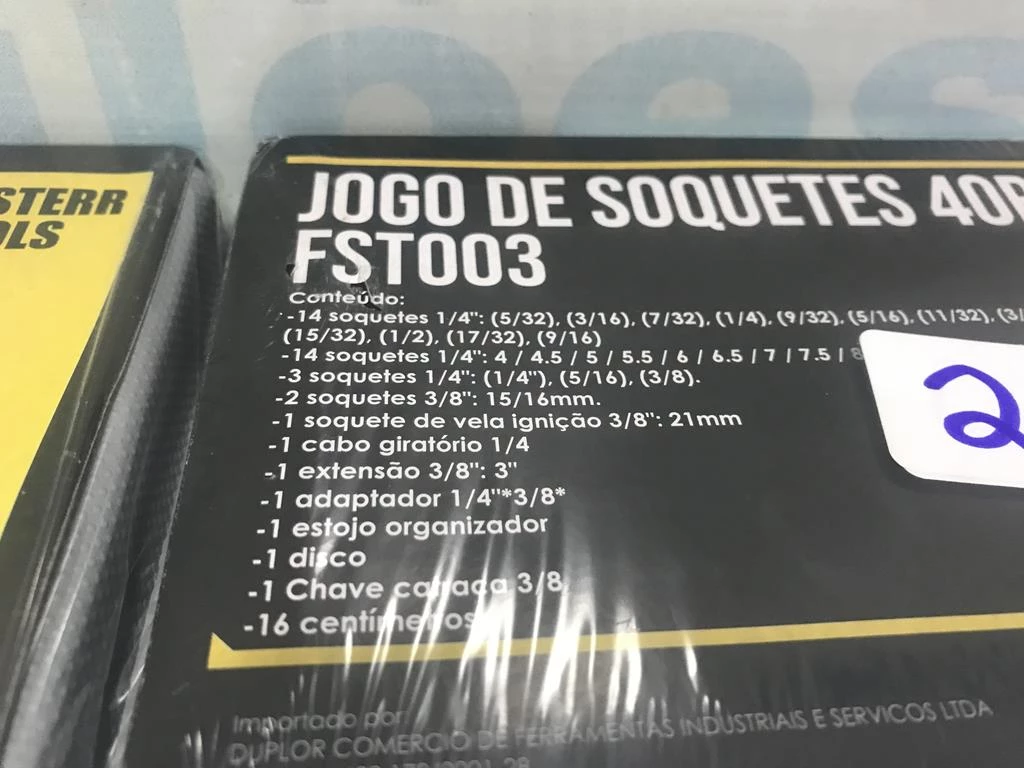 JOGO DE SOQUETES
FST003
Conteúdo:
-14 soquetes 1/4": (5/32), (3/16), (7/32), (1/4), (9/32), (5/16), (11/32),
(15/32), (1/2), (17/32), (9/16)
-14 soquetes 1/4": 4 / 4.5 / 5 / 5.5 / 6 / 6.5 / 7 / 7.5 /
-3 soquetes 1/4": (1/4"), (5/16), (3/8).
-2 soquetes 3/8": 15/16mm.
-1 soquete de vela ignição 3/8": 21mm
-1 cabo giratório 1/4
-1 extensão 3/8": 3"
-1 adaptador 1/4"*3/8*
-1 estojo organizador
-1 disco
-1 Chave catraca 3/8
-16 centímetros
Importado por:
DUPLOR COMERCIO DE FERRAMENTAS INDUSTRIAIS E SERVICOS LTDA
2